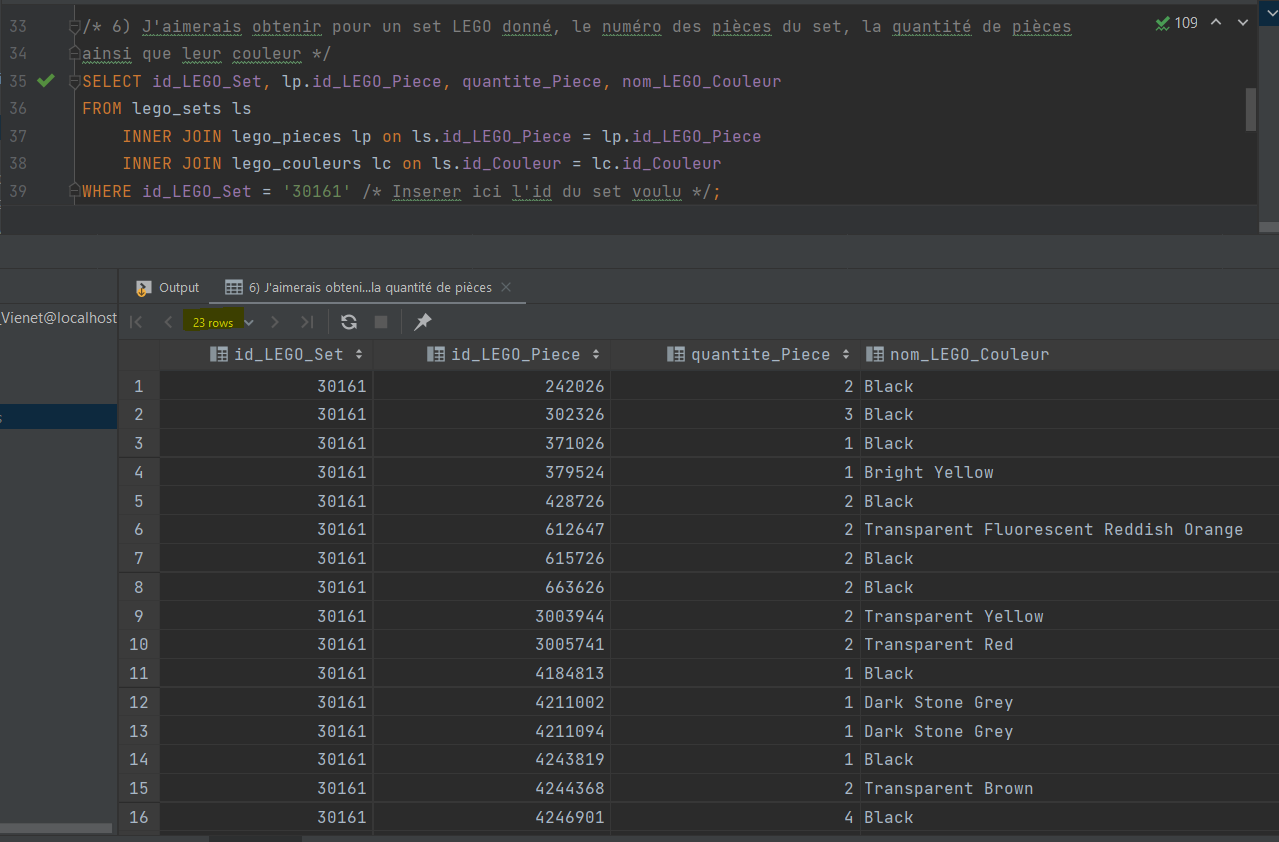 33 /* 6) J'aimerais obtenir pour un set LEGO donné, le numéro des pièces du set, la quantité de pièces
109
34 ainsi que leur couleur */
35 SELECT id_LEGO_Set, lp.id_LEGO_Piece, quantite_Piece, nom_LEGO_Couleur
36 FROM lego_sets ls
37 INNER JOIN lego_pieces lp on ls.id_LEGO_Piece = lp.id_LEGO_Piece
38 INNER JOIN lego_couleurs lc on ls.id_Couleur = lc.id_Couleur
39 WHERE id_LEGO_Set = '30161' /* Inserer ici l'id du set voulu */;
Output 6) J'aimerais obteni...la quantité de pièces
_Vienet@localhost
23 rows
id_LEGO_Set id_LEGO_Piece quantite_Piece nom_LEGO_Couleur
1 30161 242026 2 Black
2 30161 302326 3 Black
3 30161 371026 1 Black
4 30161 379524 1 Bright Yellow
5 30161 428726 2 Black
6 30161 612647 2 Transparent Fluorescent Reddish Orange
7 30161 615726 2 Black
8 30161 663626 2 Black
9 30161 3003944 2 Transparent Yellow
10 30161 3005741 2 Transparent Red
11 30161 4184813 1 Black
12 30161 4211002 1 Dark Stone Grey
13 30161 4211094 1 Dark Stone Grey
14 30161 4243819 1 Black
15 30161 4244368 2 Transparent Brown
16 30161 4246901 4 Black